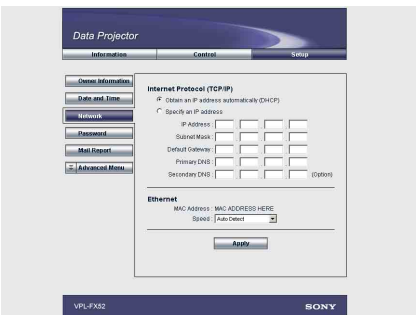 Data Projector
Information
Control
Setup
Owner Information
Date and Time
Network
Password
Mail Report
Advanced Menu
Internet Protocol (TCP/IP)
Obtain an IP address automatically (DHCP)
Specify an IP address
IP Address :
Subnet Mask :
Default Gateway :
Primary DNS :
Secondary DNS : (Option)
Ethernet
MAC Address : MAC ADDRESS HERE
Speed : Auto Detect
Apply
VPL-FX52
SONY